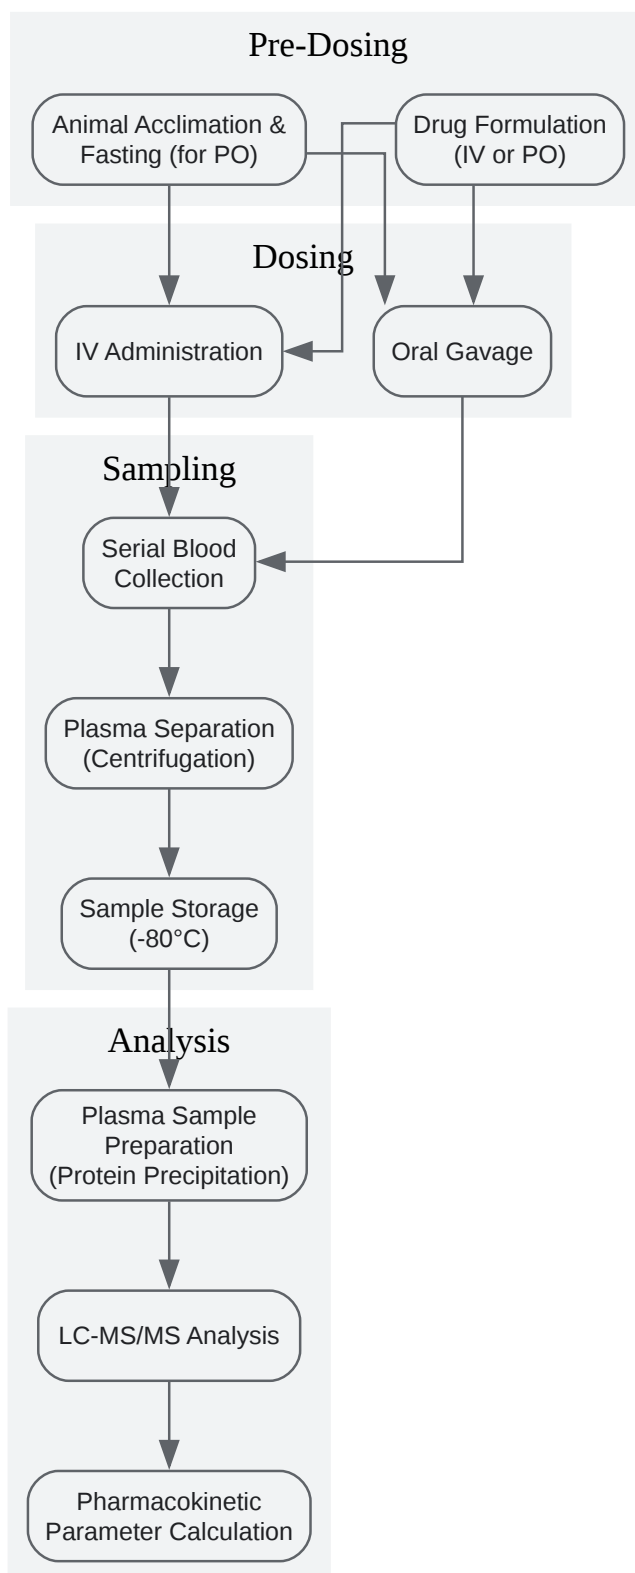 Pre-Dosing
Animal Acclimation &
Fasting (for PO)
Drug Formulation
(IV or PO)
Dosing
IV Administration
Oral Gavage
Sampling
Serial Blood
Collection
Plasma Separation
(Centrifugation)
Sample Storage
(-80°C)
Analysis
Plasma Sample
Preparation
(Protein Precipitation)
LC-MS/MS Analysis
Pharmacokinetic
Parameter Calculation